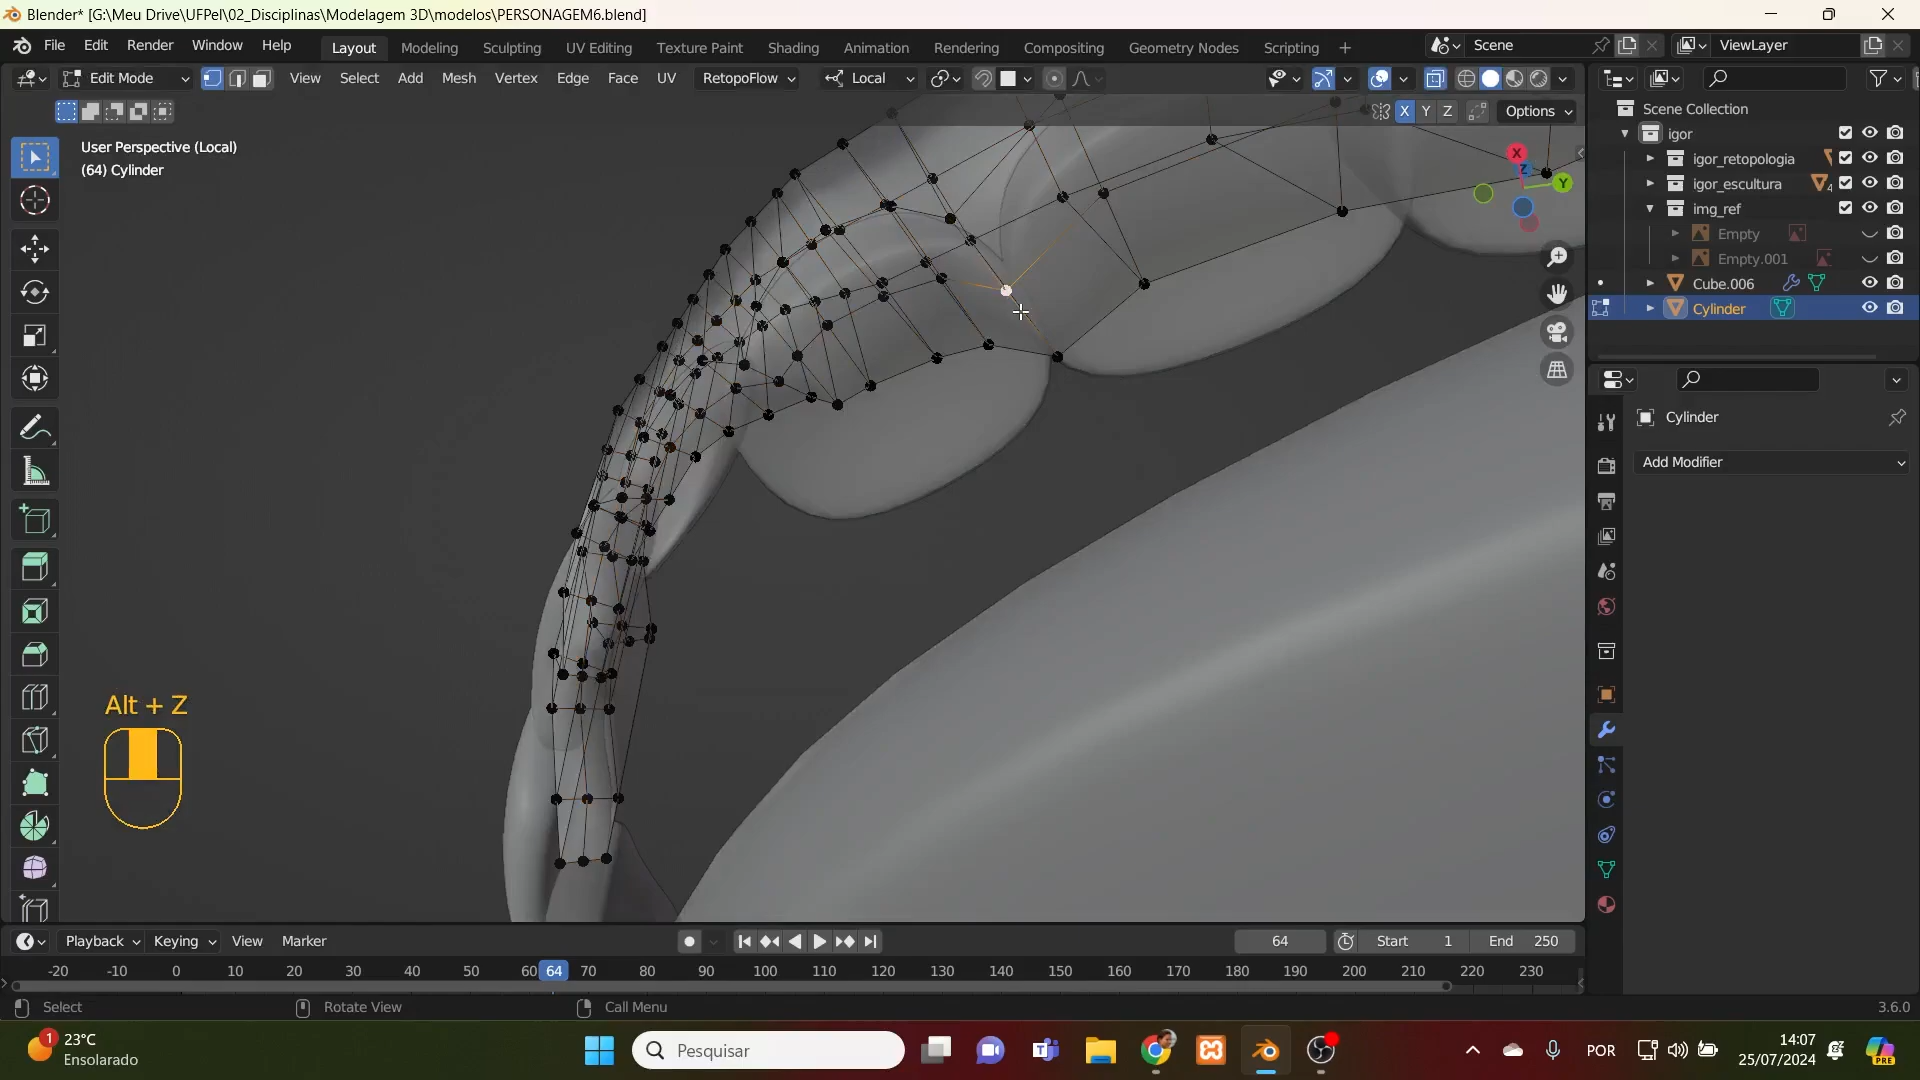 Blender* [G:\Meu Drive\UFPel\02_Disciplinas\Modelagem 3D\modelos\PERSONAGEM6.blend]
File Edit Render Window Help Layout Modeling Sculpting UV Editing Texture Paint Shading Animation Rendering Compositing Geometry Nodes Scripting + Scene ViewLayer
Edit Mode View Select Add Mesh Vertex Edge Face UV RetopoFlow Local
X Y Z Options
User Perspective (Local)
(64) Cylinder
X
Z
Y
Scene Collection
igor
igor_retopologia
igor_escultura 4
img_ref
Empty
Empty.001
Cube.006
Cylinder
Cylinder
Add Modifier
Alt + Z
Playback Keying View Marker 64 Start 1 End 250
-20 -10 0 10 20 30 40 50 60 64 70 80 90 100 110 120 130 140 150 160 170 180 190 200 210 220 230
Select Rotate View Call Menu 3.6.0
1 23°C
Ensolarado
Pesquisar
POR
14:07
25/07/2024
PRE